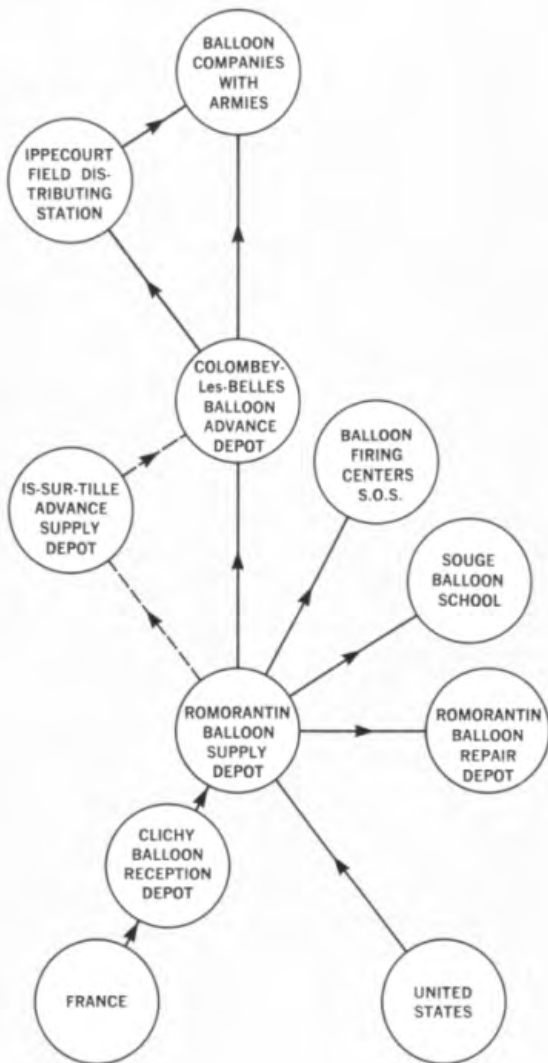 BALLOON
COMPANIES
WITH
ARMIES
IPPECOURT
FIELD DIS-
TRIBUTING
STATION
COLOMBEY-
Les-BELLES
BALLOON
ADVANCE
DEPOT
BALLOON
FIRING
CENTERS
S.O.S.
IS-SUR-TILLE
ADVANCE
SUPPLY
DEPOT
SOUGE
BALLOON
SCHOOL
ROMORANTIN
BALLOON
SUPPLY
DEPOT
ROMORANTIN
BALLOON
REPAIR
DEPOT
CLICHY
BALLOON
RECEPTION
DEPOT
FRANCE
UNITED
STATES